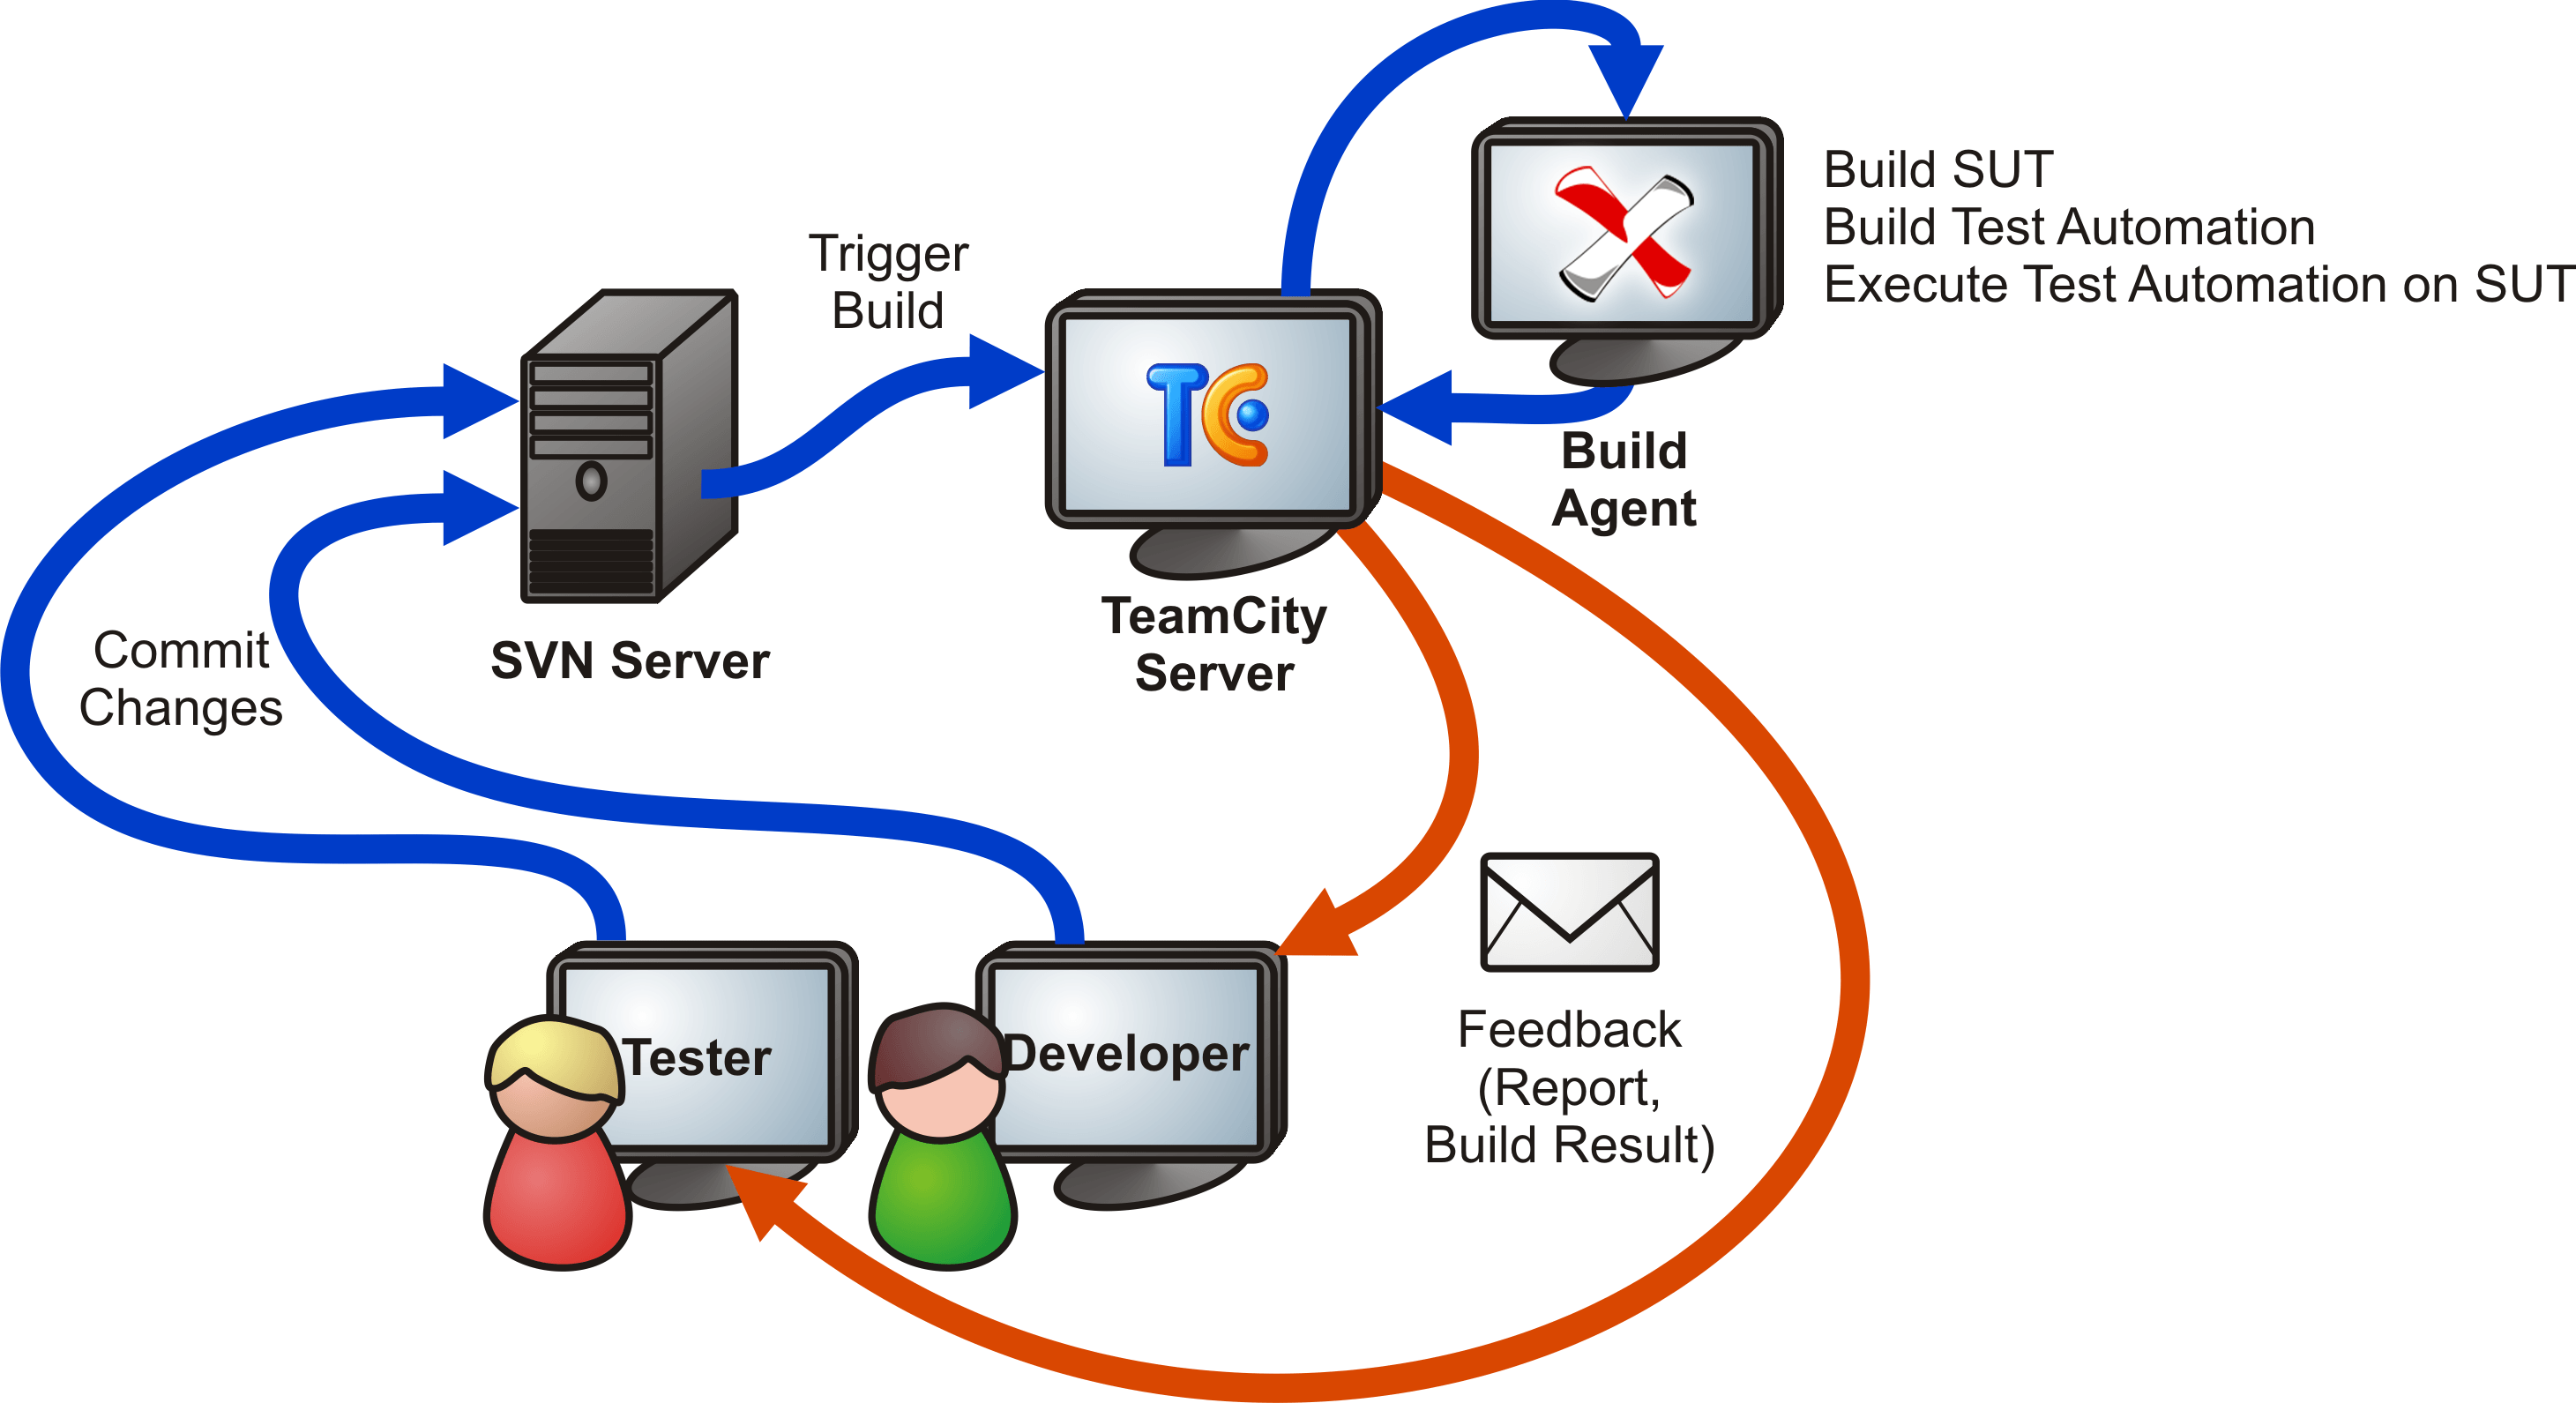 Build SUT
Build Test Automation
Execute Test Automation on SUT
Trigger
Build
TC
Build
Agent
TeamCity
Server
SVN Server
Commit
Changes
Tester
Developer
Feedback
(Report,
Build Result)